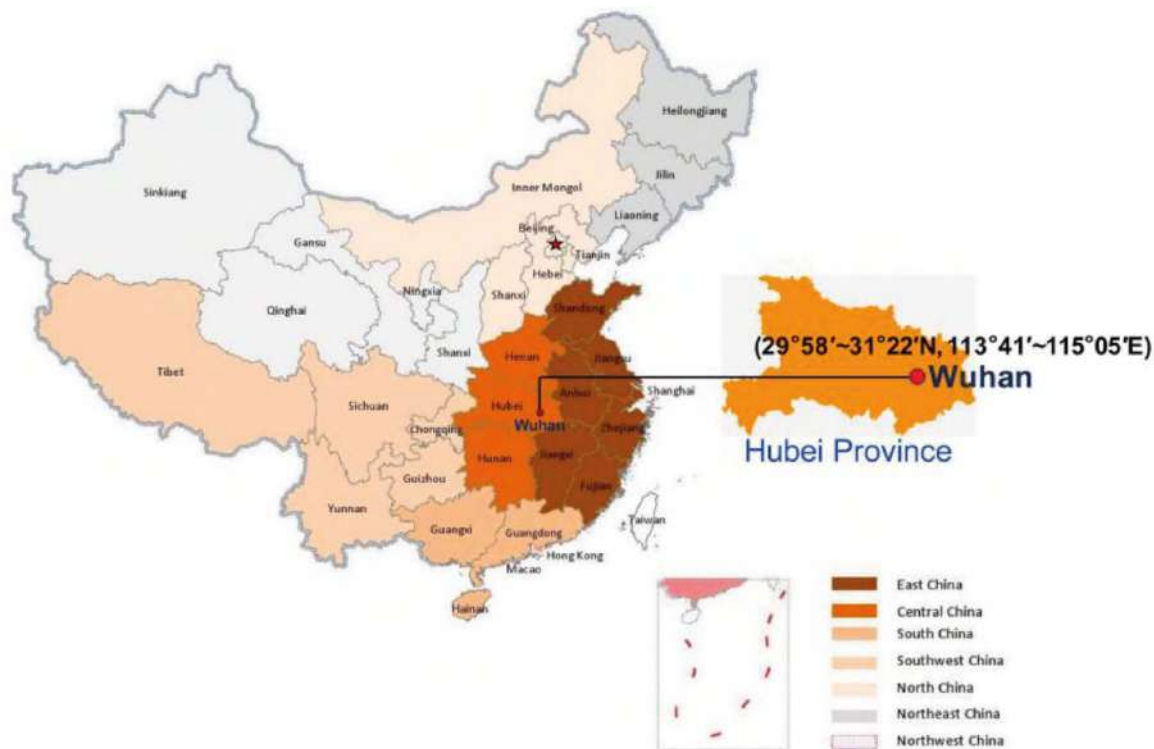 Heilongjiang
Jilin
Liaoning
Inner Mongol
Sinkiang
Beijing
Gansu
Tianjin
Hebei
Ningxia
Shanxi
Qinghai
Shandong
Shanxi
Henan
Jiangsu
(29°58′~31°22′N, 113°41′~115°05′E)
Tibet
Anhui
Shanghai
Wuhan
Sichuan
Hubei
Wuhan
Chongqing
Zhejiang
Hubei Province
Hunan
Jiangxi
Guizhou
Fujian
Yunnan
Guangxi
Guangdong
Taiwan
Hong Kong
Macao
Hainan
East China
Central China
South China
Southwest China
North China
Northeast China
Northwest China